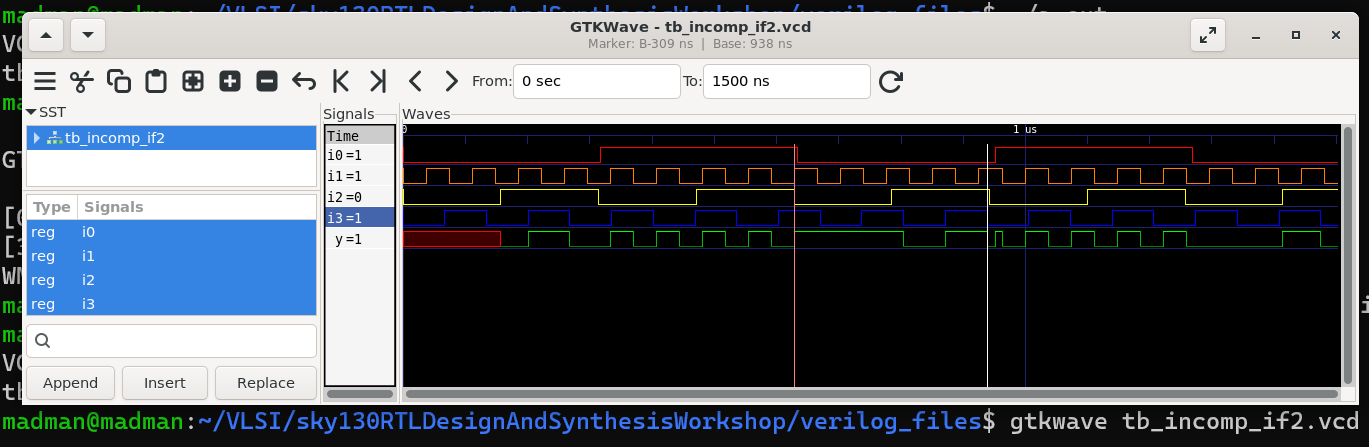 madman@madman:~/VLSI/sky130RTLDesignAndSynthesisWorkshop/verilog_files$ ./a.out
GTKWave - tb_incomp_if2.vcd
Marker: B-309 ns | Base: 938 ns
From: 0 sec To: 1500 ns
SST
tb_incomp_if2
Type Signals
reg i0
reg i1
reg i2
reg i3
Append Insert Replace
Signals
Time
i0=1
i1=1
i2=0
i3=1
y=1
Waves
0 1 us
VC
tb
ma
GT
[0
[3
WM
ma
ma
VC
tb
i
madman@madman:~/VLSI/sky130RTLDesignAndSynthesisWorkshop/verilog_files$ gtkwave tb_incomp_if2.vcd